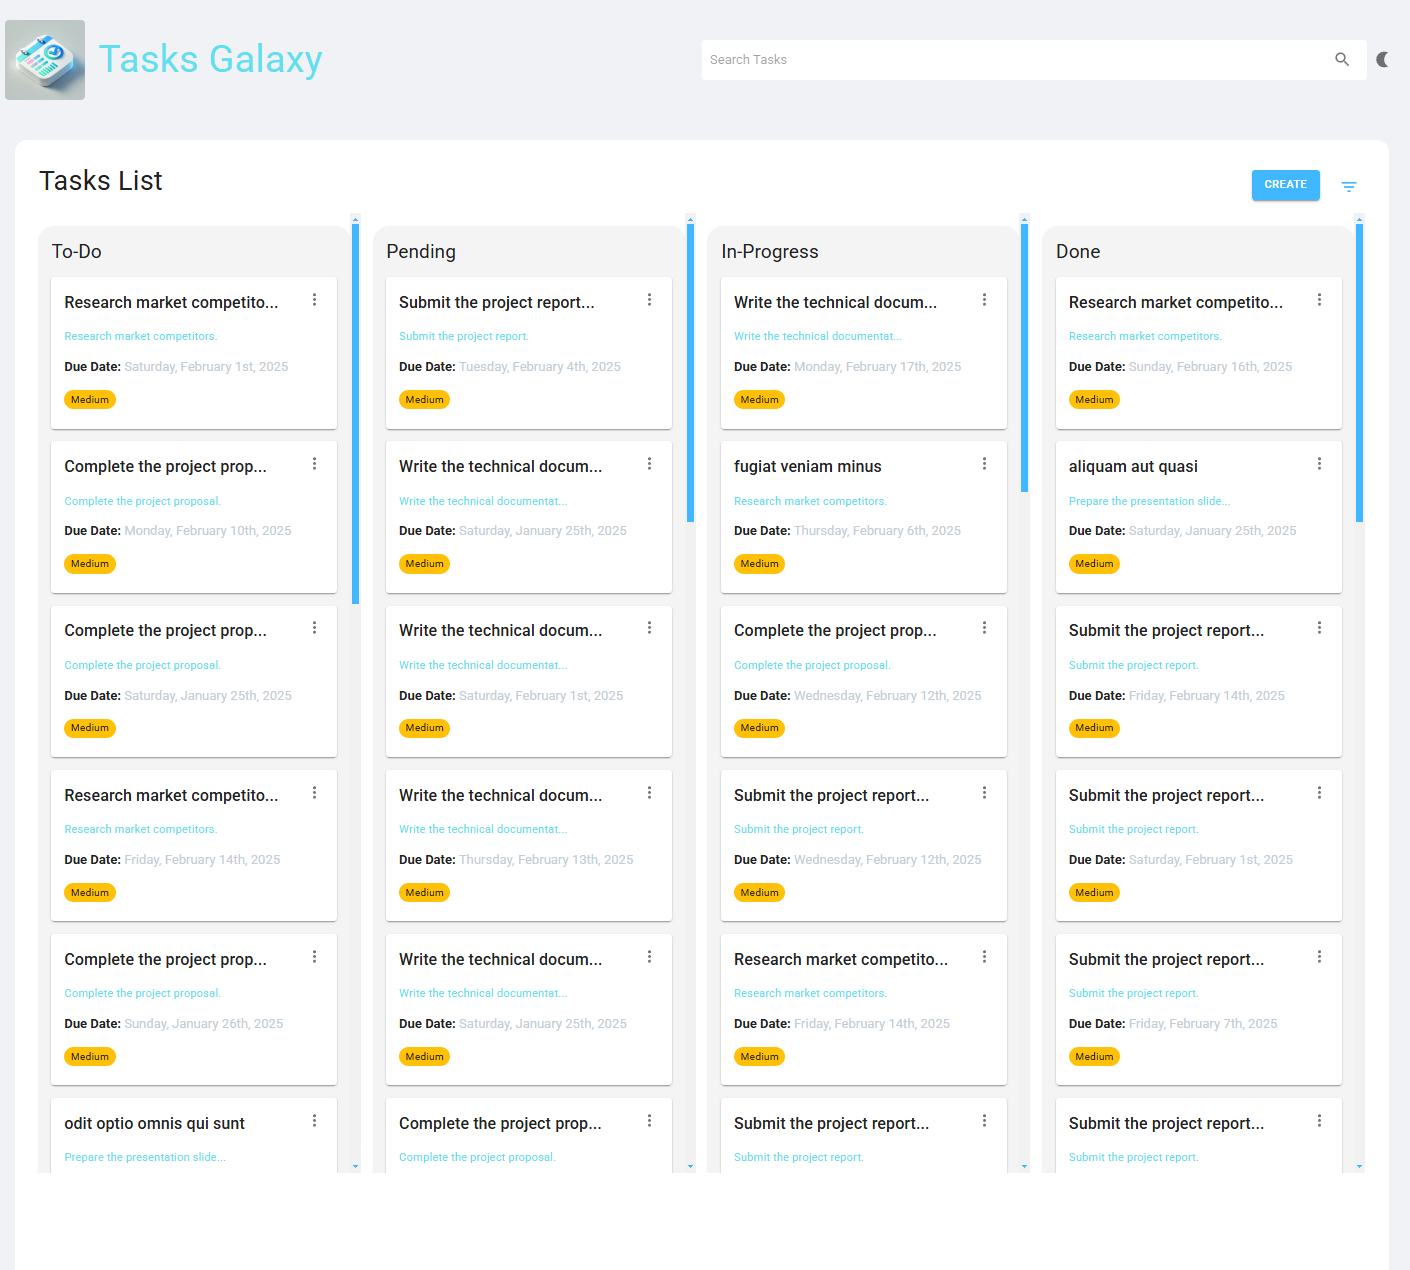 Tasks Galaxy
Search Tasks
Tasks List
CREATE
To-Do
Research market competito...
Research market competitors.
Due Date: Saturday, February 1st, 2025
Medium
Complete the project prop...
Complete the project proposal.
Due Date: Monday, February 10th, 2025
Medium
Complete the project prop...
Complete the project proposal.
Due Date: Saturday, January 25th, 2025
Medium
Research market competito...
Research market competitors.
Due Date: Friday, February 14th, 2025
Medium
Complete the project prop...
Complete the project proposal.
Due Date: Sunday, January 26th, 2025
Medium
odit optio omnis qui sunt
Prepare the presentation slide...
Pending
Submit the project report...
Submit the project report.
Due Date: Tuesday, February 4th, 2025
Medium
Write the technical docum...
Write the technical documentat...
Due Date: Saturday, January 25th, 2025
Medium
Write the technical docum...
Write the technical documentat...
Due Date: Saturday, February 1st, 2025
Medium
Write the technical docum...
Write the technical documentat...
Due Date: Thursday, February 13th, 2025
Medium
Write the technical docum...
Write the technical documentat...
Due Date: Saturday, January 25th, 2025
Medium
Complete the project prop...
Complete the project proposal.
In-Progress
Write the technical docum...
Write the technical documentat...
Due Date: Monday, February 17th, 2025
Medium
fugiat veniam minus
Research market competitors.
Due Date: Thursday, February 6th, 2025
Medium
Complete the project prop...
Complete the project proposal.
Due Date: Wednesday, February 12th, 2025
Medium
Submit the project report...
Submit the project report.
Due Date: Wednesday, February 12th, 2025
Medium
Research market competito...
Research market competitors.
Due Date: Friday, February 14th, 2025
Medium
Submit the project report...
Submit the project report.
Done
Research market competito...
Research market competitors.
Due Date: Sunday, February 16th, 2025
Medium
aliquam aut quasi
Prepare the presentation slide...
Due Date: Saturday, January 25th, 2025
Medium
Submit the project report...
Submit the project report.
Due Date: Friday, February 14th, 2025
Medium
Submit the project report...
Submit the project report.
Due Date: Saturday, February 1st, 2025
Medium
Submit the project report...
Submit the project report.
Due Date: Friday, February 7th, 2025
Medium
Submit the project report...
Submit the project report.